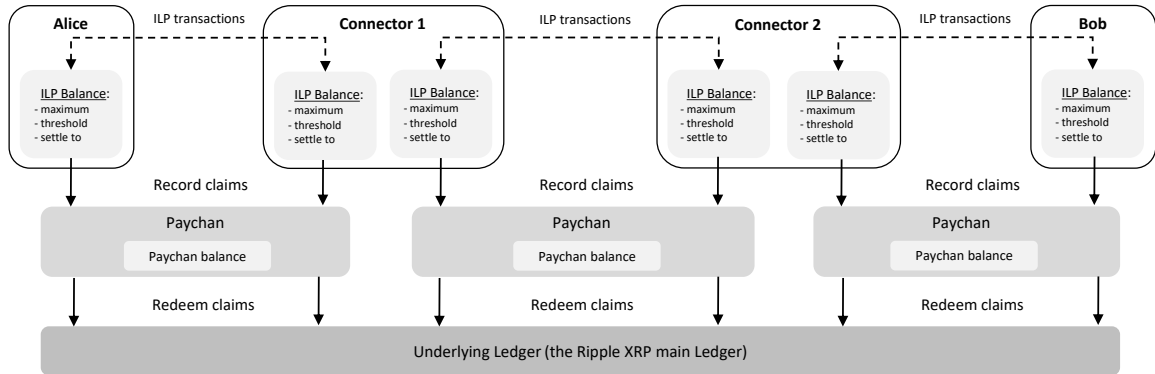 Alice
ILP transactions
Connector 1
ILP transactions
Connector 2
ILP transactions
Bob
ILP Balance:
- maximum
- threshold
- settle to
ILP Balance:
- maximum
- threshold
- settle to
ILP Balance:
- maximum
- threshold
- settle to
ILP Balance:
- maximum
- threshold
- settle to
ILP Balance:
- maximum
- threshold
- settle to
ILP Balance:
- maximum
- threshold
- settle to
Record claims
Record claims
Record claims
Paychan
Paychan balance
Paychan
Paychan balance
Paychan
Paychan balance
Redeem claims
Redeem claims
Redeem claims
Underlying Ledger (the Ripple XRP main Ledger)